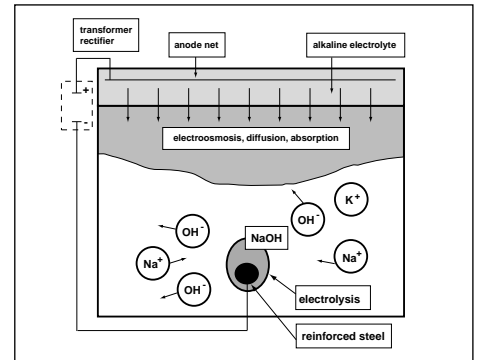 transformer
rectifier
anode net
alkaline electrolyte
+
-
electroosmosis, diffusion, absorption
K+
OH-
OH-
NaOH
Na+
Na+
OH-
electrolysis
reinforced steel